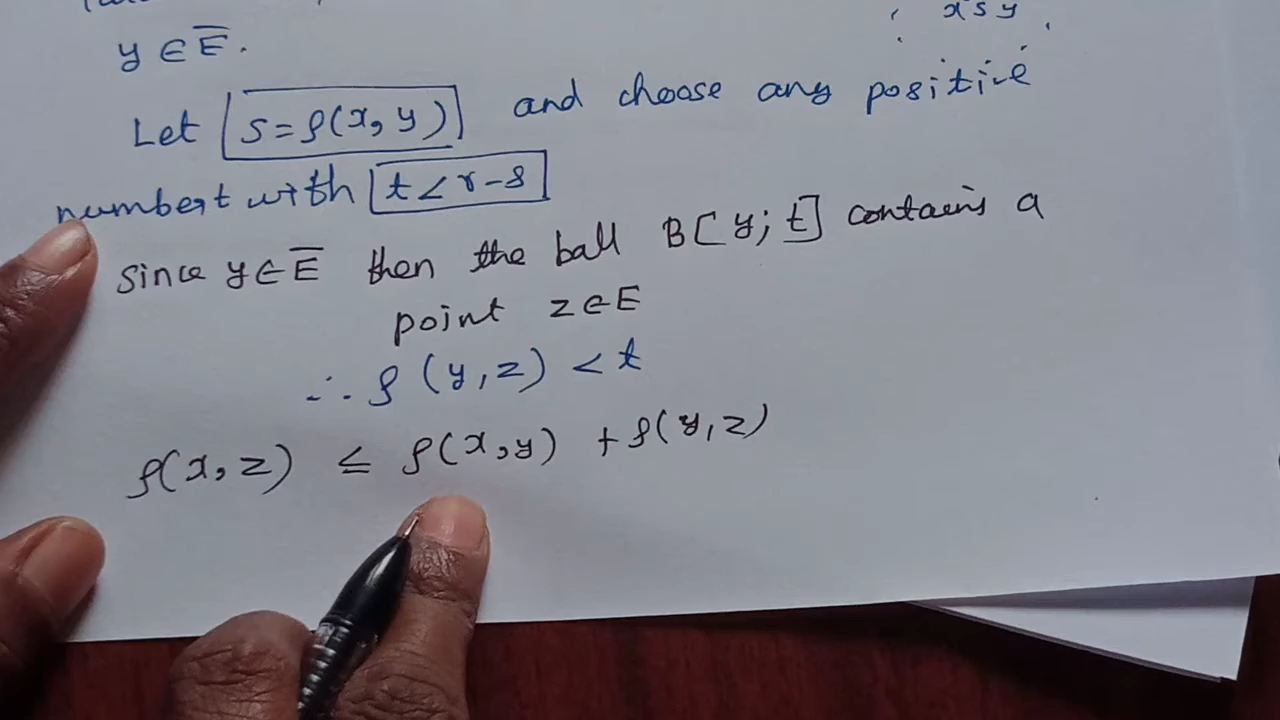 x s y
y ∈ E̅.
Let s = ρ(x, y) and choose any positive
number t with t < r - s
since y ∈ E̅ then the ball B[y; t] contains a
point z ∈ E
∴ ρ(y, z) < t
ρ(x, z) ≤ ρ(x, y) + ρ(y, z)